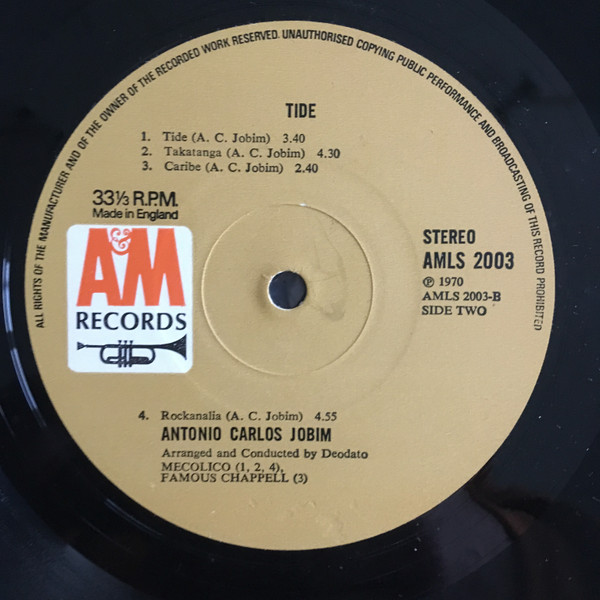 ALL RIGHTS OF THE MANUFACTURER AND OF THE OWNER OF THE RECORDED WORK RESERVED. UNAUTHORISED COPYING PUBLIC PERFORMANCE AND BROADCASTING OF THIS RECORD PROHIBITED
TIDE
1. Tide (A. C. Jobim) 3.40
2. Takatanga (A. C. Jobim) 4.30
3. Caribe (A. C. Jobim) 2.40
33⅓ R.P.M.
Made in England
A&M
RECORDS
STEREO
AMLS 2003
℗ 1970
AMLS 2003-B
SIDE TWO
4. Rockanalia (A. C. Jobim) 4.55
ANTONIO CARLOS JOBIM
Arranged and Conducted by Deodato
MECOLICO (1, 2, 4),
FAMOUS CHAPPELL (3)